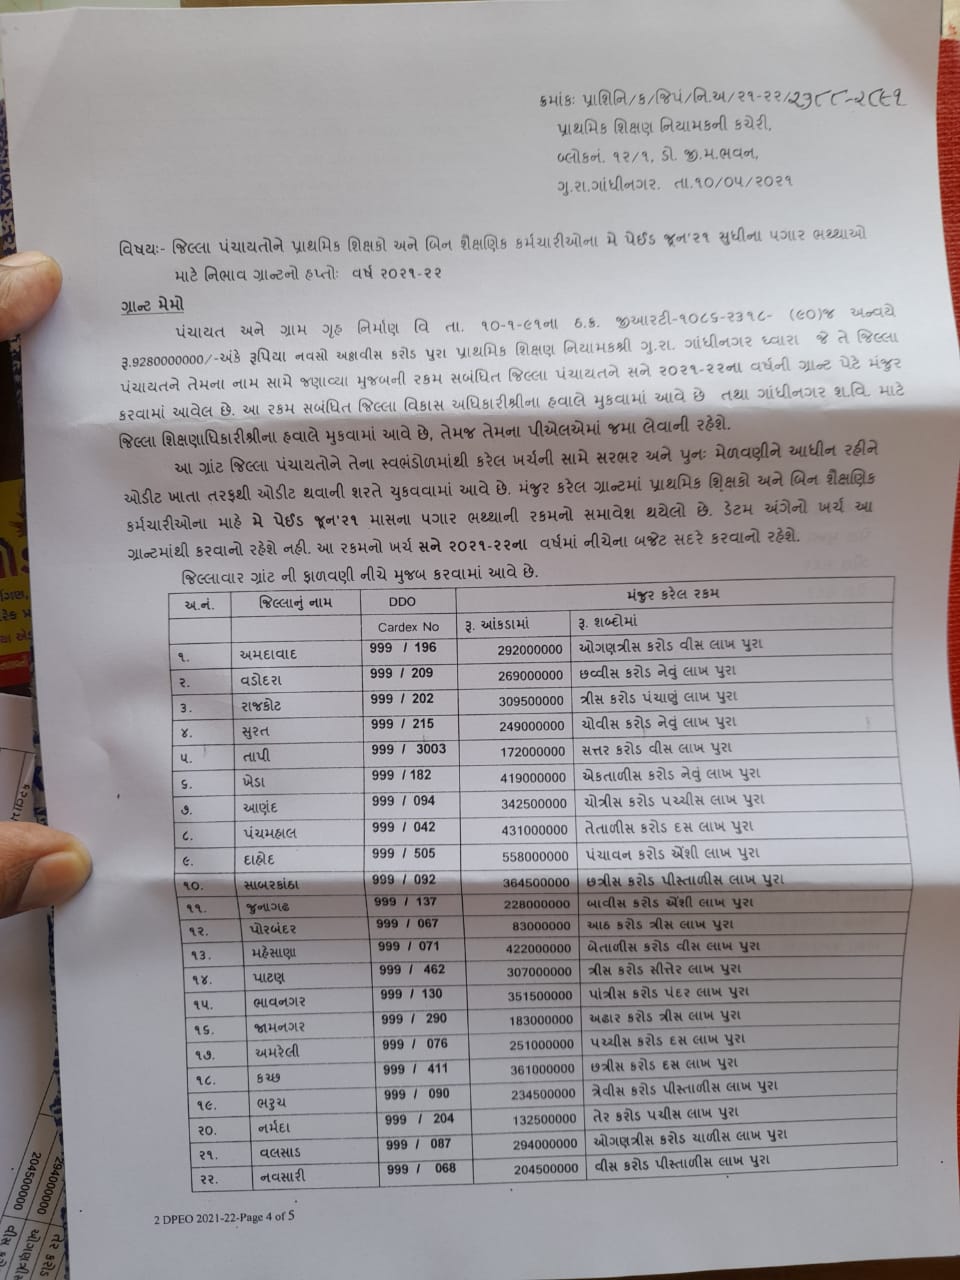 ક્રમાંકઃ પ્રાશિનિ/ક/જિપં/નિ.અ/૨૧-૨૨/૨૩૮૮-૨૮૯૧
પ્રાથમિક શિક્ષણ નિયામકની કચેરી,
બ્લોકનં. ૧૨/૧, ડો. જી.મ.ભવન,
ગુ.રા.ગાંધીનગર. તા.૧૦/૦૫/૨૦૨૧
વિષયઃ- જિલ્લા પંચાયતોને પ્રાથમિક શિક્ષકો અને બિન શૈક્ષણિક કર્મચારીઓના મે પેઈડ જૂન'૨૧ સુધીના પગાર ભથ્થાઓ
માટે નિભાવ ગ્રાન્ટનો હપ્તોઃ વર્ષ ૨૦૨૧-૨૨
ગ્રાન્ટ મેમો
પંચાયત અને ગ્રામ ગૃહ નિર્માણ વિ તા. ૧૦-૧-૯૧ના ઠ.ક્ર. જીઆરટી-૧૦૮૬-૨૩૧૮- (૯૦)જ અન્વયે
રૂ.9280000000/-અંકે રૂપિયા નવસો અઠ્ઠાવીસ કરોડ પુરા પ્રાથમિક શિક્ષણ નિયામકશ્રી ગુ.રા. ગાંધીનગર ધ્વારા જે તે જિલ્લા
પંચાયતને તેમના નામ સામે જણાવ્યા મુજબની રકમ સબંધિત જિલ્લા પંચાયતને સને ૨૦૨૧-૨૨ના વર્ષની ગ્રાન્ટ પેટે મંજુર
કરવામાં આવેલ છે. આ રકમ સબંધિત જિલ્લા વિકાસ અધિકારીશ્રીના હવાલે મુકવામાં આવે છે તથા ગાંધીનગર શ.વિ. માટે
જિલ્લા શિક્ષણાધિકારીશ્રીના હવાલે મુકવામાં આવે છે, તેમજ તેમના પીએલએમાં જમા લેવાની રહેશે.
આ ગ્રાંટ જિલ્લા પંચાયતોને તેના સ્વભંડોળમાંથી કરેલ ખર્ચની સામે સરભર અને પુનઃ મેળવણીને આધીન રહીને
ઓડીટ ખાતા તરફથી ઓડીટ થવાની શરતે ચુકવવામાં આવે છે. મંજુર કરેલ ગ્રાન્ટમાં પ્રાથમિક શિક્ષકો અને બિન શૈક્ષણિક
કર્મચારીઓના માહે મે પેઈડ જૂન'૨૧ માસના પગાર ભથ્થાની રકમનો સમાવેશ થયેલો છે. ડેટમ અંગેનો ખર્ચ આ
ગ્રાન્ટમાંથી કરવાનો રહેશે નહી. આ રકમનો ખર્ચ સને ૨૦૨૧-૨૨ના વર્ષમાં નીચેના બજેટ સદરે કરવાનો રહેશે.
જિલ્લાવાર ગ્રાંટ ની ફાળવણી નીચે મુજબ કરવામાં આવે છે.
અ.નં. જિલ્લાનું નામ DDO મંજુર કરેલ રકમ
Cardex No રૂ. આંકડામાં રૂ. શબ્દોમાં
૧. અમદાવાદ 999 / 196 292000000 ઓગણત્રીસ કરોડ વીસ લાખ પુરા
૨. વડોદરા 999 / 209 269000000 છવ્વીસ કરોડ નેવું લાખ પુરા
૩. રાજકોટ 999 / 202 309500000 ત્રીસ કરોડ પંચાણું લાખ પુરા
૪. સુરત 999 / 215 249000000 ચોવીસ કરોડ નેવું લાખ પુરા
૫. તાપી 999 / 3003 172000000 સત્તર કરોડ વીસ લાખ પુરા
૬. ખેડા 999 / 182 419000000 એકતાળીસ કરોડ નેવું લાખ પુરા
૭. આણંદ 999 / 094 342500000 ચોત્રીસ કરોડ પચ્ચીસ લાખ પુરા
૮. પંચમહાલ 999 / 042 431000000 તેતાળીસ કરોડ દસ લાખ પુરા
૯. દાહોદ 999 / 505 558000000 પંચાવન કરોડ એંશી લાખ પુરા
૧૦. સાબરકાંઠા 999 / 092 364500000 છત્રીસ કરોડ પીસ્તાળીસ લાખ પુરા
૧૧. જુનાગઢ 999 / 137 228000000 બાવીસ કરોડ એંશી લાખ પુરા
૧૨. પોરબંદર 999 / 067 83000000 આઠ કરોડ ત્રીસ લાખ પુરા
૧૩. મહેસાણા 999 / 071 422000000 બેતાળીસ કરોડ વીસ લાખ પુરા
૧૪. પાટણ 999 / 462 307000000 ત્રીસ કરોડ સીત્તેર લાખ પુરા
૧૫. ભાવનગર 999 / 130 351500000 પાંત્રીસ કરોડ પંદર લાખ પુરા
૧૬. જામનગર 999 / 290 183000000 અઢાર કરોડ ત્રીસ લાખ પુરા
૧૭. અમરેલી 999 / 076 251000000 પચ્ચીસ કરોડ દસ લાખ પુરા
૧૮. કચ્છ 999 / 411 361000000 છત્રીસ કરોડ દસ લાખ પુરા
૧૯. ભરુચ 999 / 090 234500000 ત્રેવીસ કરોડ પીસ્તાળીસ લાખ પુરા
૨૦. નર્મદા 999 / 204 132500000 તેર કરોડ પચીસ લાખ પુરા
૨૧. વલસાડ 999 / 087 294000000 ઓગણત્રીસ કરોડ ચાળીસ લાખ પુરા
૨૨. નવસારી 999 / 068 204500000 વીસ કરોડ પીસ્તાળીસ લાખ પુરા
2 DPEO 2021-22-Page 4 of 5
294000000
204500000
તેર કરોડ